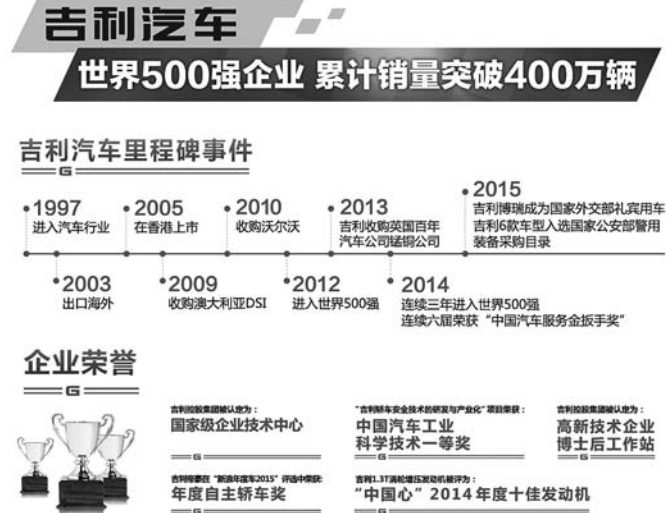 吉利汽车
世界500强企业 累计销量突破400万辆
吉利汽车里程碑事件
G
1997
进入汽车行业
2005
在香港上市
2010
收购沃尔沃
2013
吉利收购英国百年
汽车公司锰铜公司
2015
吉利博瑞成为国家外交部礼宾用车
吉利6款车型入选国家公安部警用
装备采购目录
2003
出口海外
2009
收购澳大利亚DSI
2012
进入世界500强
2014
连续三年进入世界500强
连续六届荣获“中国汽车服务金扳手奖”
企业荣誉
G
吉利控股集团被认定为：
国家级企业技术中心
G
“吉利轿车安全技术的研发与产业化”项目荣获：
中国汽车工业
科学技术一等奖
G
吉利控股集团被认定为：
高新技术企业
博士后工作站
G
吉利帝豪在“新浪年度车2015”评选中荣获：
年度自主轿车奖
G
吉利1.3T涡轮增压发动机被评为：
“中国心”2014年度十佳发动机
G